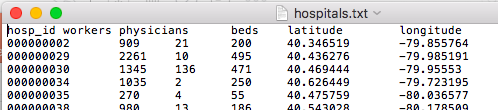 hospitals.txt
hosp_id workers physicians beds latitude longitude
000000002 909 21 200 40.346519 -79.855764
000000029 2261 10 495 40.436276 -79.985191
000000030 1345 136 471 40.469444 -79.95553
000000034 1035 2 250 40.626449 -79.723195
000000035 270 4 55 40.475759 -80.036575
000000038 980 13 186 40.543028 -80.175108